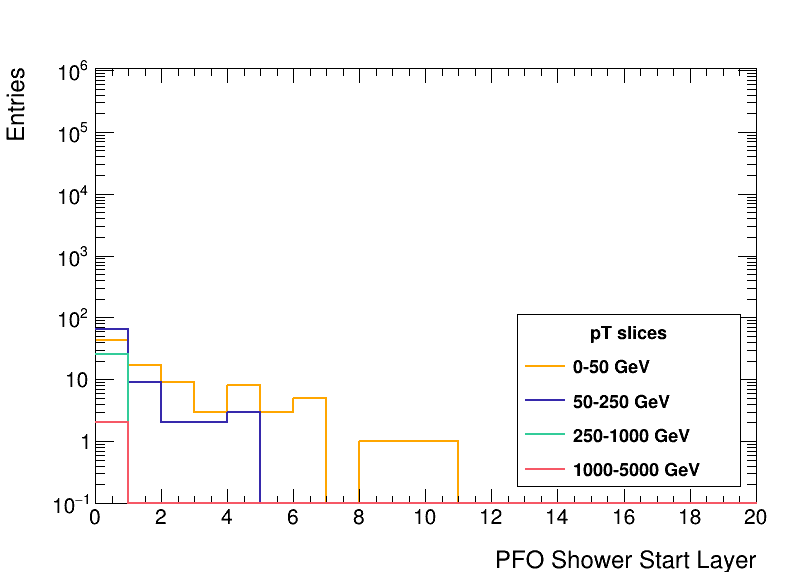 Entries
10^6
10^5
10^4
10^3
10^2
10
1
10^−1
0 2 4 6 8 10 12 14 16 18 20
PFO Shower Start Layer
pT slices
0-50 GeV
50-250 GeV
250-1000 GeV
1000-5000 GeV